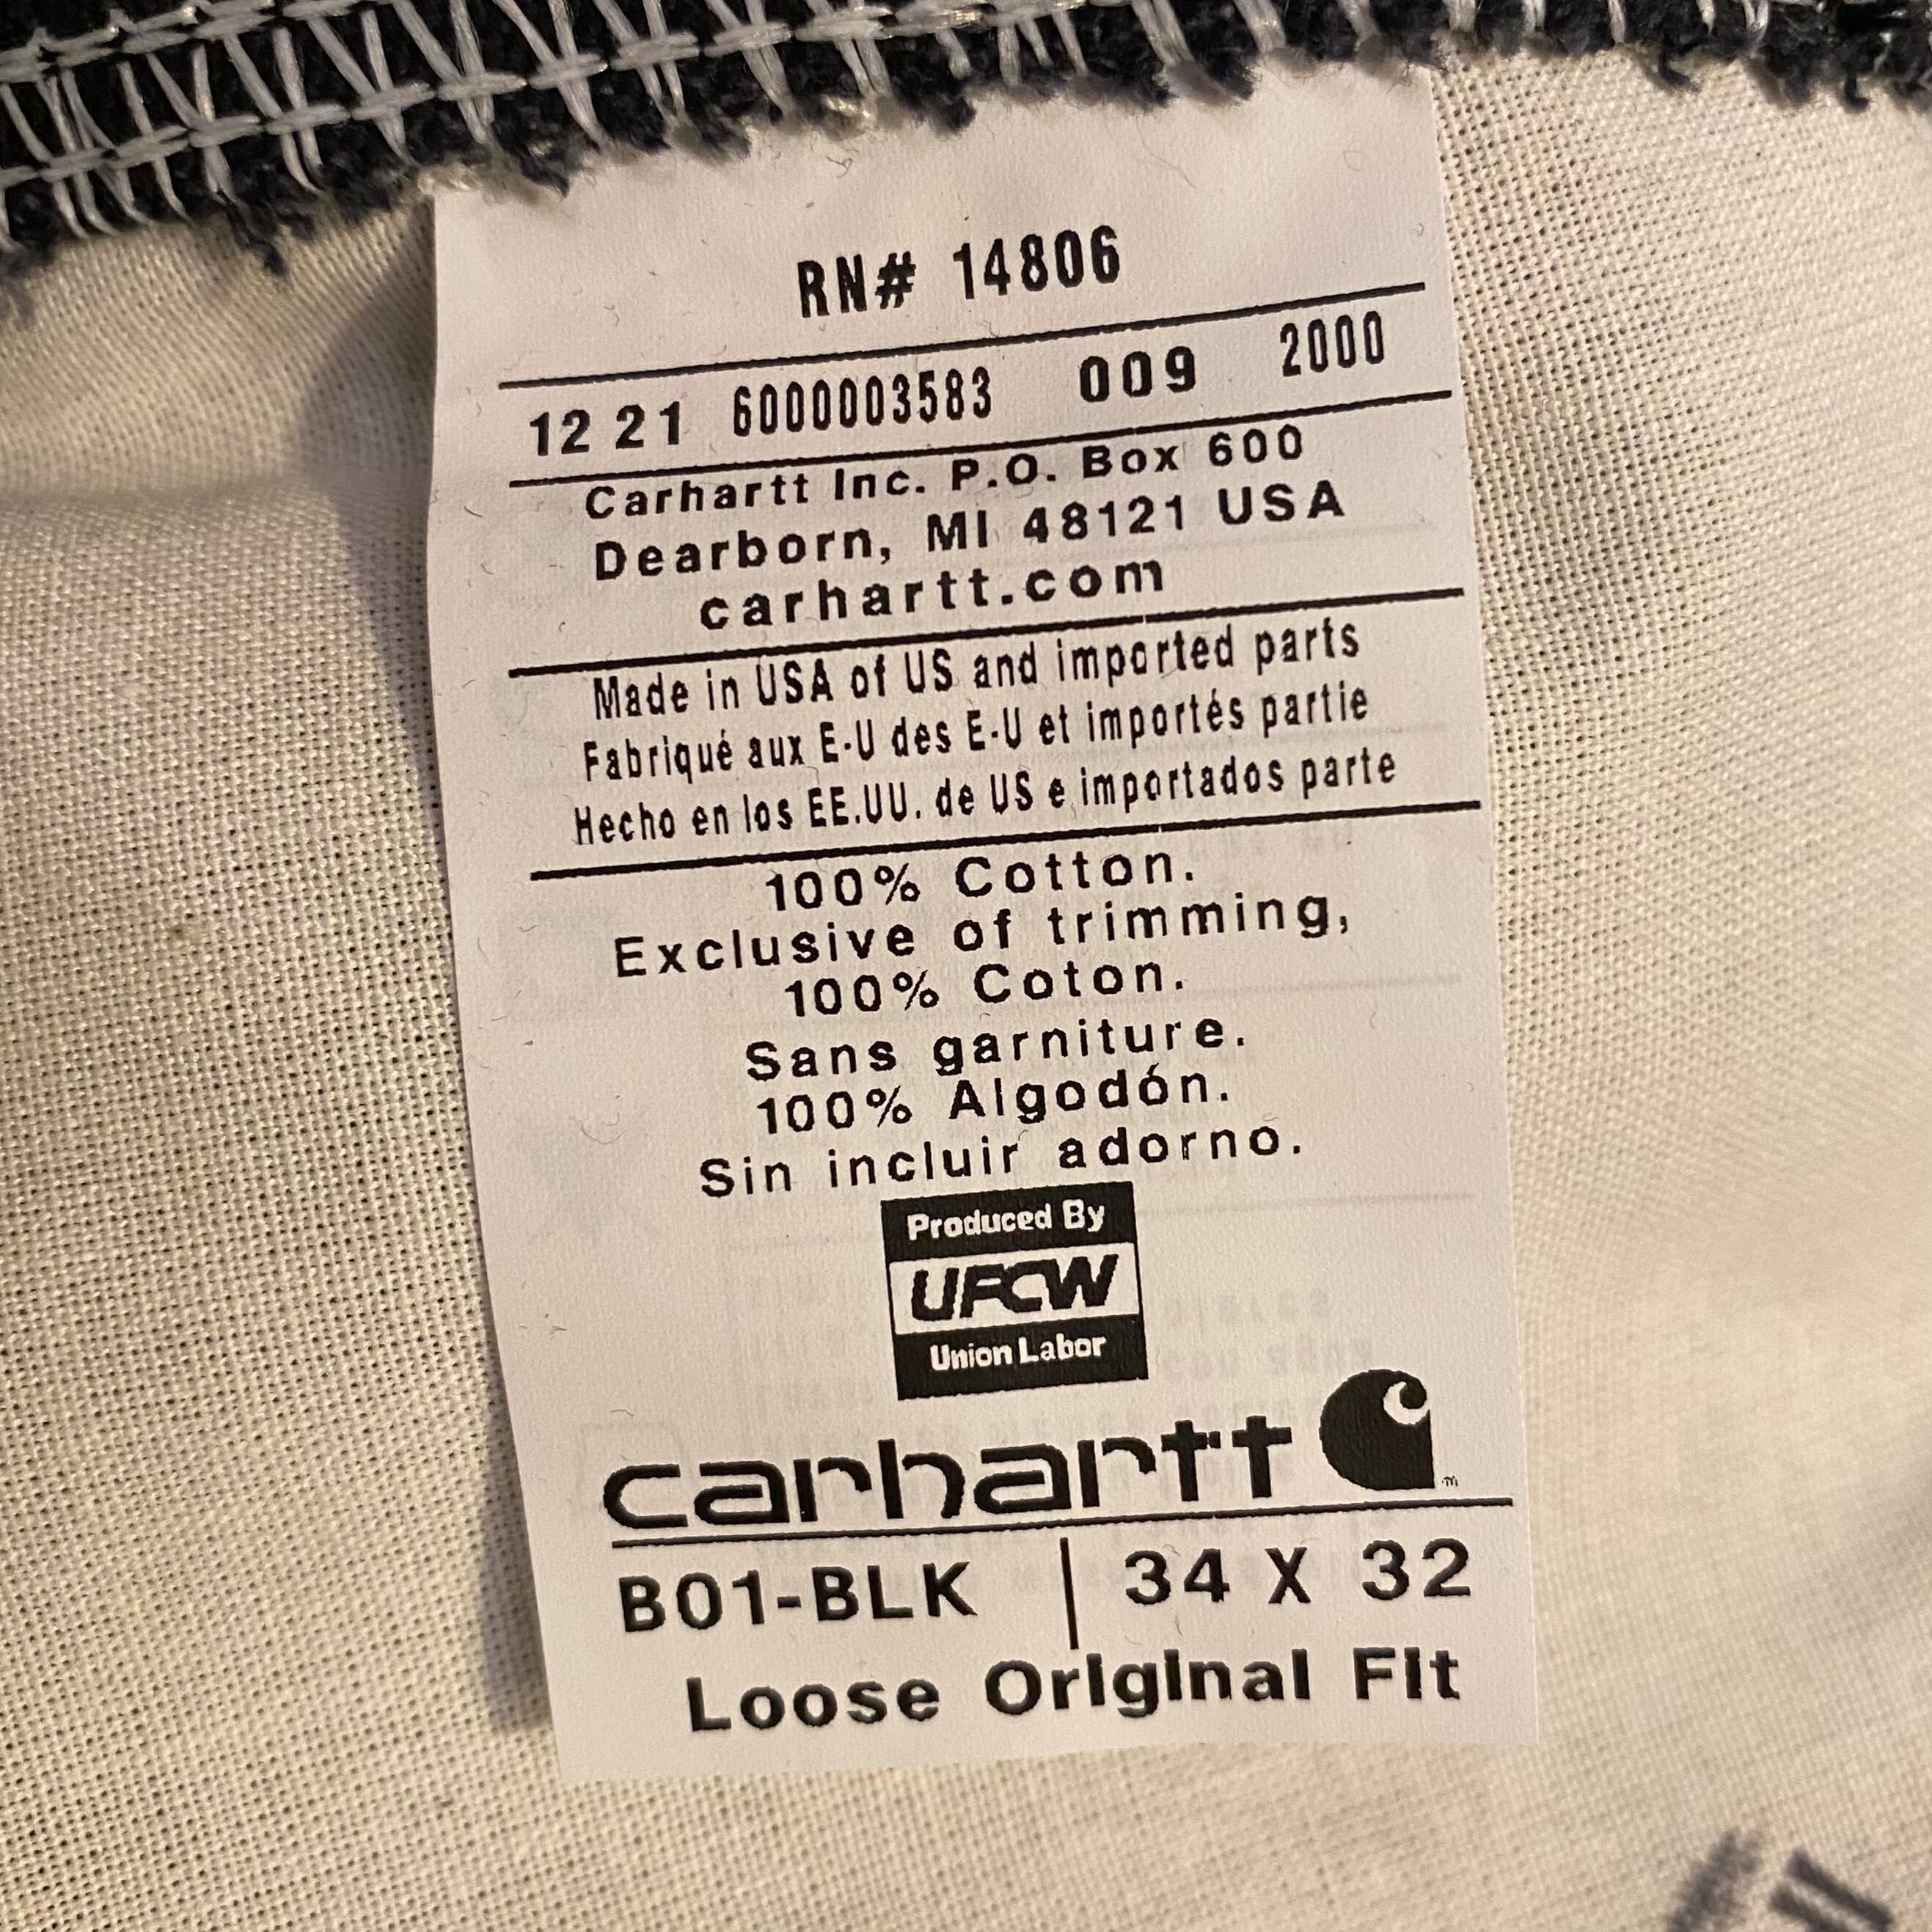 RN# 14806
12 21 6000003583 009 2000
Carhartt Inc. P.O. Box 600
Dearborn, MI 48121 USA
carhartt.com
Made in USA of US and imported parts
Fabriqué aux E-U des E-U et importés partie
Hecho en los EE.UU. de US e importados parte
100% Cotton.
Exclusive of trimming,
100% Coton.
Sans garniture.
100% Algodón.
Sin incluir adorno.
Produced By
UFCW
Union Labor
carhartt ™
B01-BLK | 34 X 32
Loose Original Fit